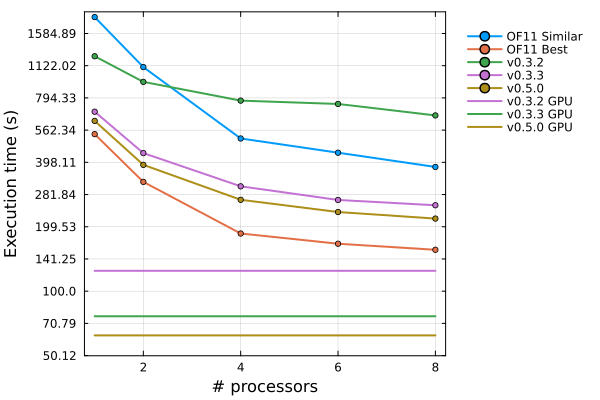 Execution time (s)
1584.89
1122.02
794.33
562.34
398.11
281.84
199.53
141.25
100.0
70.79
50.12
2 4 6 8
# processors
OF11 Similar
OF11 Best
v0.3.2
v0.3.3
v0.5.0
v0.3.2 GPU
v0.3.3 GPU
v0.5.0 GPU